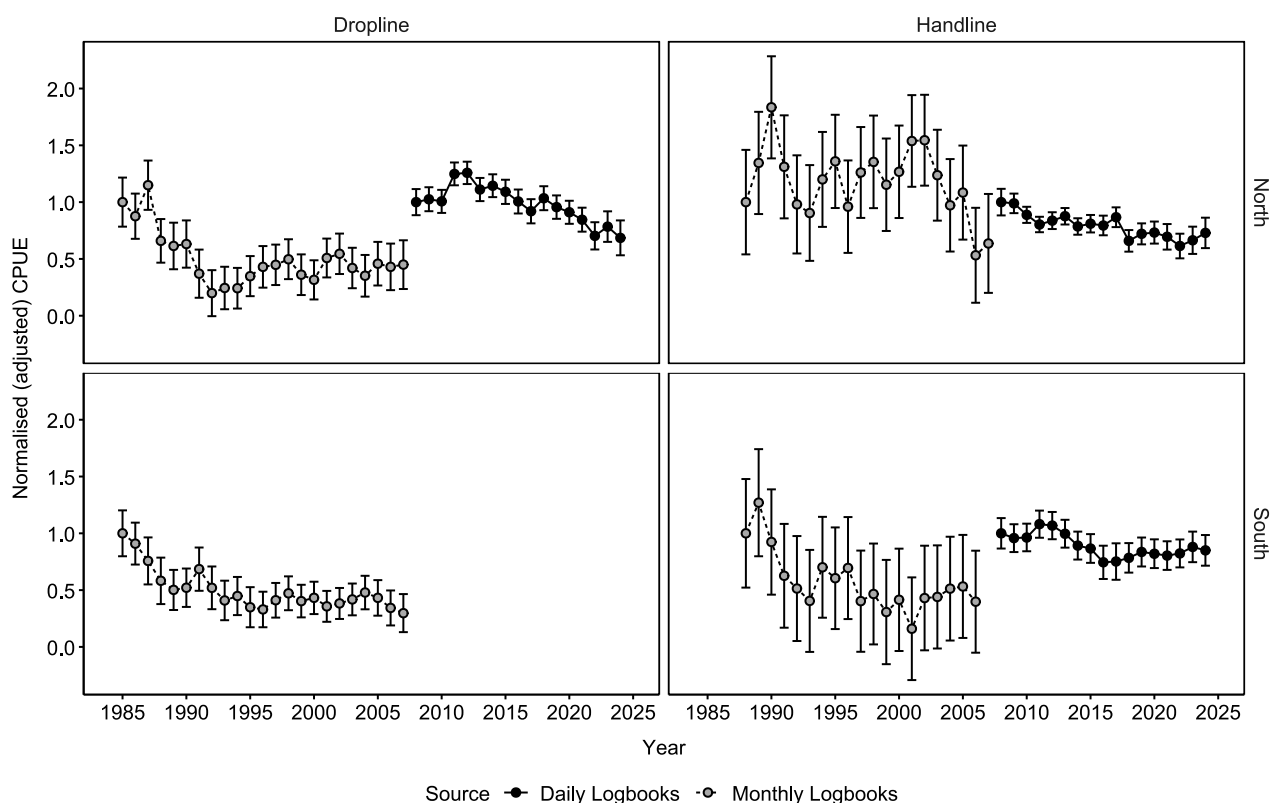 Dropline Handline
2.0
1.5
1.0
0.5
0.0
North
2.0
1.5
1.0
0.5
0.0
South
Normalised (adjusted) CPUE
1985 1990 1995 2000 2005 2010 2015 2020 2025 1985 1990 1995 2000 2005 2010 2015 2020 2025
Year
Source Daily Logbooks Monthly Logbooks